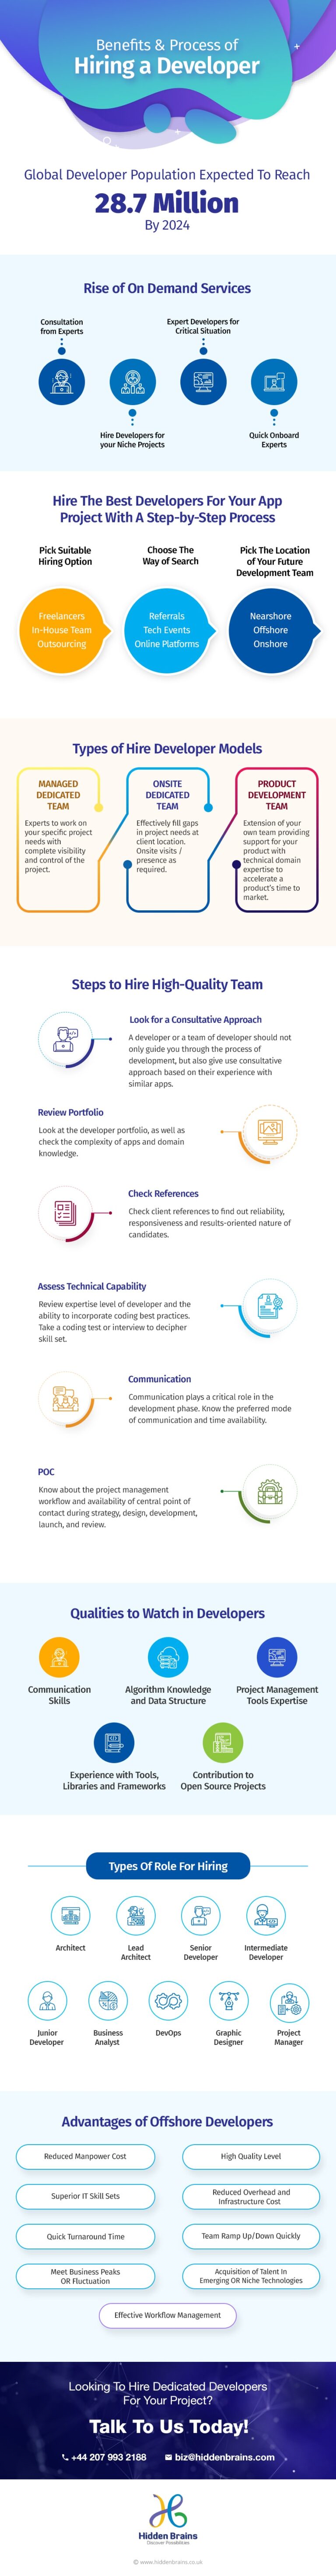 Benefits & Process of
Hiring a Developer
Global Developer Population Expected To Reach
28.7 Million
By 2024
Rise of On Demand Services
Consultation
from Experts
Expert Developers for
Critical Situation
Hire Developers for
your Niche Projects
Quick Onboard
Experts
Hire The Best Developers For Your App
Project With A Step-by-Step Process
Pick Suitable
Hiring Option
Choose The
Way of Search
Pick The Location
of Your Future
Development Team
Freelancers
In-House Team
Outsourcing
Referrals
Tech Events
Online Platforms
Nearshore
Offshore
Onshore
Types of Hire Developer Models
MANAGED
DEDICATED
TEAM
Experts to work on
your specific project
needs with
complete visibility
and control of the
project.
ONSITE
DEDICATED
TEAM
Effectively fill gaps
in project needs at
client location.
Onsite visits /
presence as
required.
PRODUCT
DEVELOPMENT
TEAM
Extension of your
own team providing
support for your
product with
technical domain
expertise to
accelerate a
product's time to
market.
Steps to Hire High-Quality Team
Look for a Consultative Approach
A developer or a team of developer should not
only guide you through the process of
development, but also give use consultative
approach based on their experience with
similar apps.
Review Portfolio
Look at the developer portfolio, as well as
check the complexity of apps and domain
knowledge.
Check References
Check client references to find out reliability,
responsiveness and results-oriented nature of
candidates.
Assess Technical Capability
Review expertise level of developer and the
ability to incorporate coding best practices.
Take a coding test or interview to decipher
skill set.
Communication
Communication plays a critical role in the
development phase. Know the preferred mode
of communication and time availability.
POC
Know about the project management
workflow and availability of central point of
contact during strategy, design, development,
launch, and review.
Qualities to Watch in Developers
Communication
Skills
Algorithm Knowledge
and Data Structure
Project Management
Tools Expertise
Experience with Tools,
Libraries and Frameworks
Contribution to
Open Source Projects
Types Of Role For Hiring
Architect
Lead
Architect
Senior
Developer
Intermediate
Developer
Junior
Developer
Business
Analyst
DevOps
Graphic
Designer
Project
Manager
Advantages of Offshore Developers
Reduced Manpower Cost
High Quality Level
Superior IT Skill Sets
Reduced Overhead and
Infrastructure Cost
Quick Turnaround Time
Team Ramp Up/Down Quickly
Meet Business Peaks
OR Fluctuation
Acquisition of Talent In
Emerging OR Niche Technologies
Effective Workflow Management
Looking To Hire Dedicated Developers
For Your Project?
Talk To Us Today!
+44 207 993 2188
biz@hiddenbrains.com
Hidden Brains
Discover Possibilities
© www.hiddenbrains.co.uk